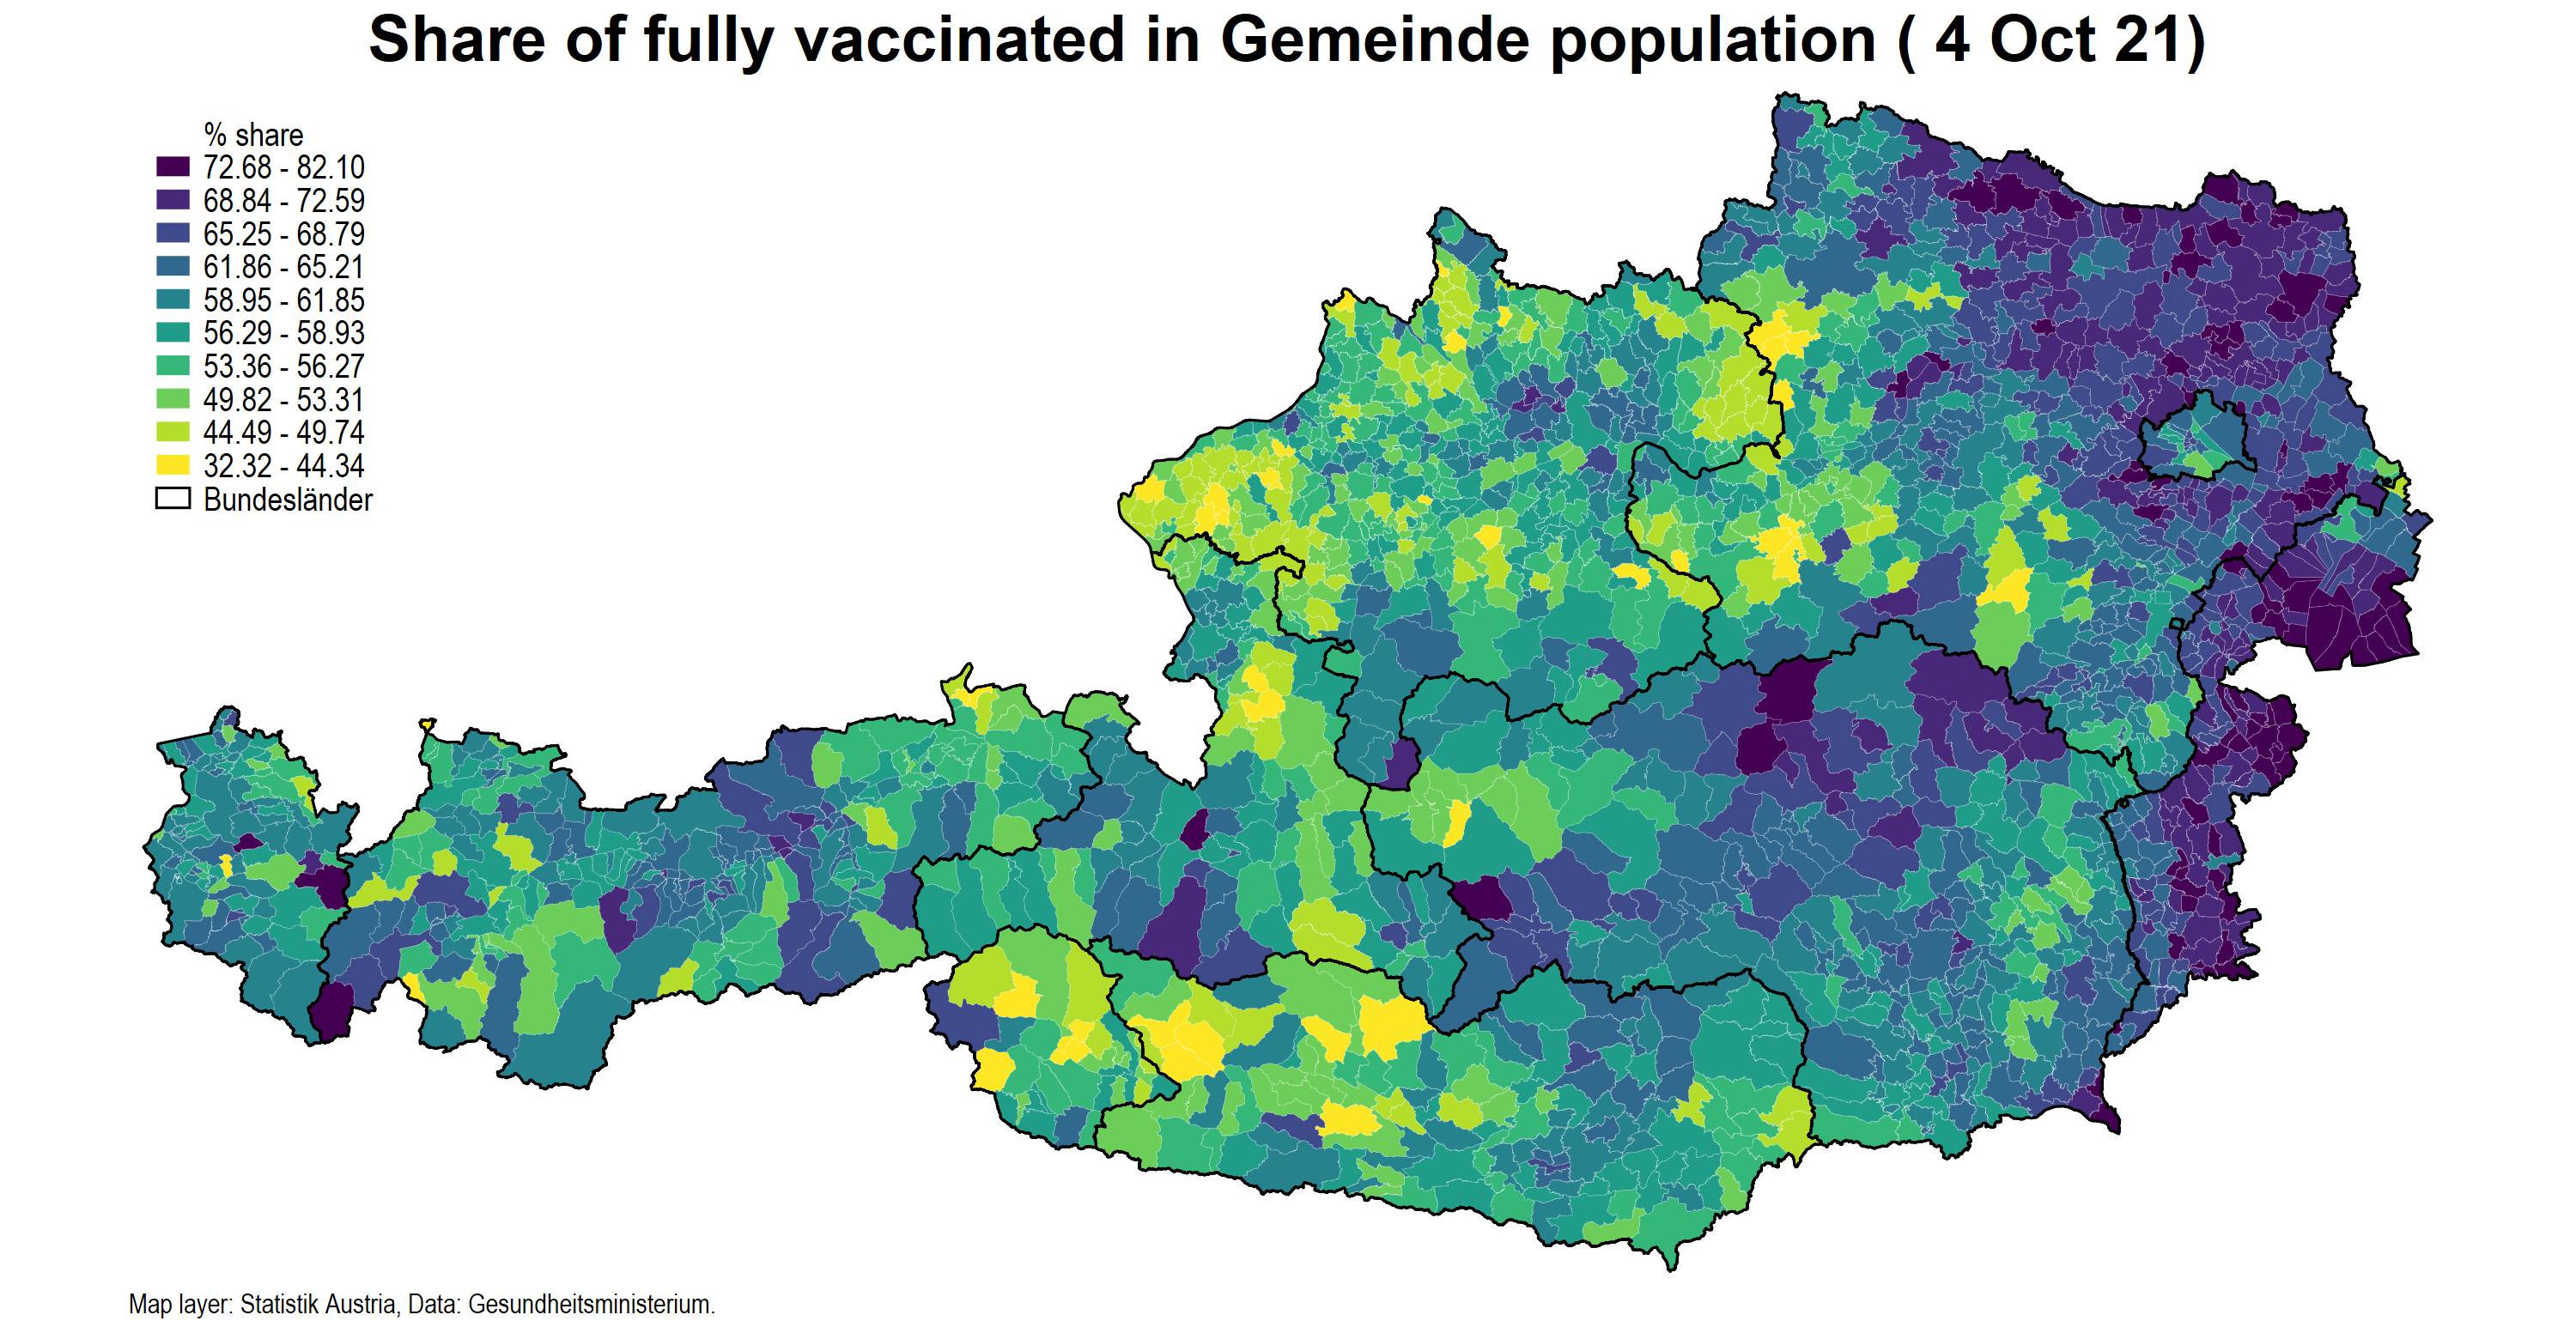 Share of fully vaccinated in Gemeinde population ( 4 Oct 21)
% share
72.68 - 82.10
68.84 - 72.59
65.25 - 68.79
61.86 - 65.21
58.95 - 61.85
56.29 - 58.93
53.36 - 56.27
49.82 - 53.31
44.49 - 49.74
32.32 - 44.34
Bundesländer
Map layer: Statistik Austria, Data: Gesundheitsministerium.